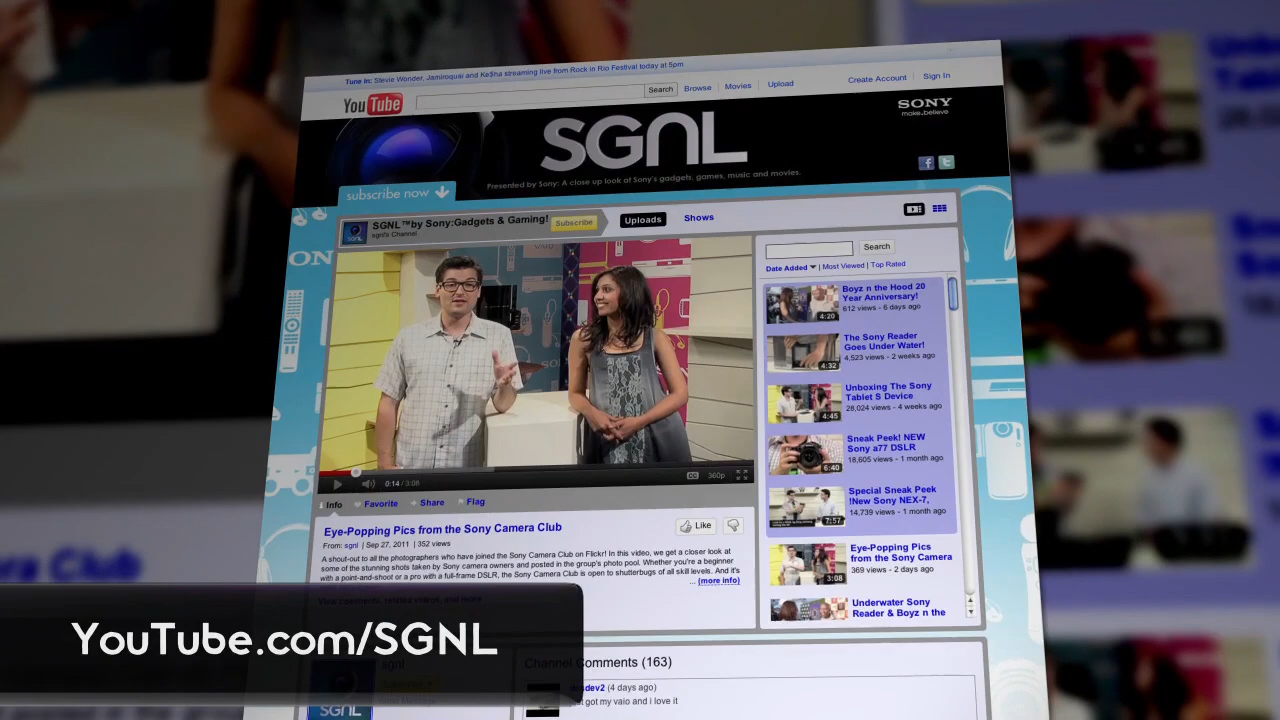 Tune In: Stevie Wonder, Jamiroquai and Ke$ha streaming live from Rock in Rio Festival today at 5pm
YouTube
Search
Browse
Movies
Upload
Create Account
Sign In
SONY
make.believe
SGNL
Presented by Sony: A close up look at Sony's gadgets, games, music and movies.
subscribe now
SGNL™by Sony:Gadgets & Gaming!
sgnl's Channel
Subscribe
Uploads
Shows
Search
Date Added | Most Viewed | Top Rated
Boyz n the Hood 20
Year Anniversary!
612 views - 6 days ago
4:20
The Sony Reader
Goes Under Water!
4,523 views - 2 weeks ago
4:32
Unboxing The Sony
Tablet S Device
28,024 views - 4 weeks ago
4:45
Sneak Peek! NEW
Sony a77 DSLR
18,605 views - 1 month ago
6:40
Special Sneak Peek
!New Sony NEX-7,
14,739 views - 1 month ago
7:57
Eye-Popping Pics
from the Sony Camera
369 views - 2 days ago
3:08
Underwater Sony
Reader & Boyz n the
0:14 / 3:08
CC
360p
Info
Favorite
Share
Flag
Eye-Popping Pics from the Sony Camera Club
Like
From: sgnl | Sep 27, 2011 | 352 views
A shout-out to all the photographers who have joined the Sony Camera Club on Flickr! In this video, we get a closer look at
some of the stunning shots taken by Sony camera owners and posted in the group's photo pool. Whether you're a beginner
with a point-and-shoot or a pro with a full-frame DSLR, the Sony Camera Club is open to shutterbugs of all skill levels. And it's
... (more info)
View comments, related videos, and more
YouTube.com/SGNL
sgnl
SGNL
Channel Comments (163)
(4 days ago)
got my vaio and i love it